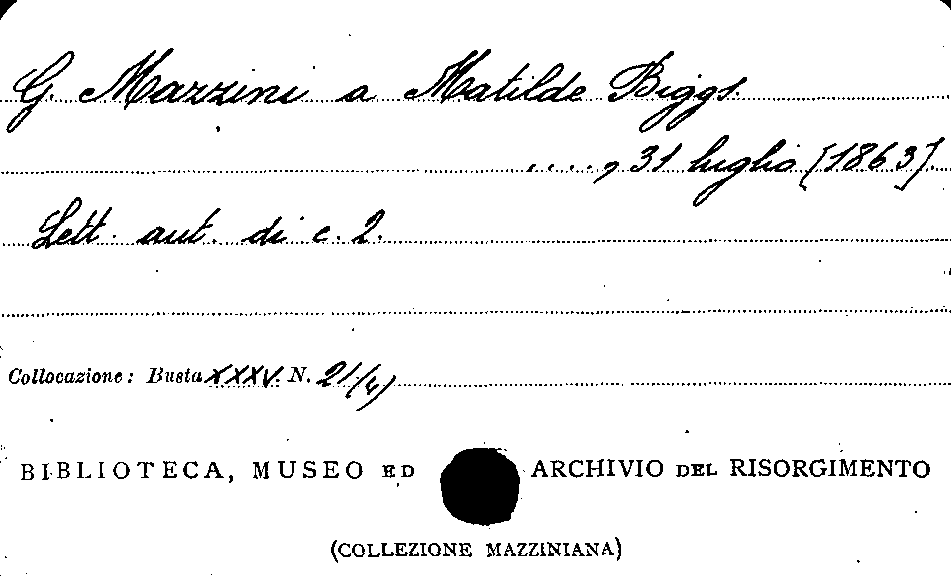 G. Mazzini a Matilde Biggs.
...., 31 luglio [1863].
Lett. aut. di c. 2.
Collocazione: Busta XXXV. N. 21/(4)
BIBLIOTECA, MUSEO ED ARCHIVIO DEL RISORGIMENTO
(COLLEZIONE MAZZINIANA)